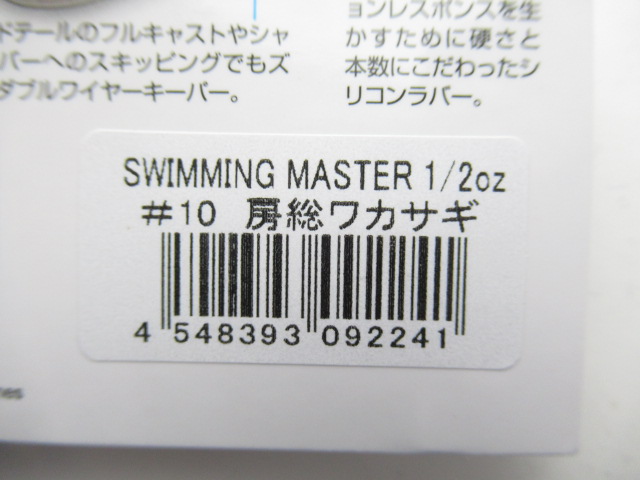 ドテールのフルキャストやシャ
バーへのスキッピングでもズ
ダブルワイヤーキーパー。
ョンレスポンスを生
かすために硬さと
本数にこだわったシ
リコンラバー。
SWIMMING MASTER 1/2oz
#10 房総ワカサギ
4 548393 092241